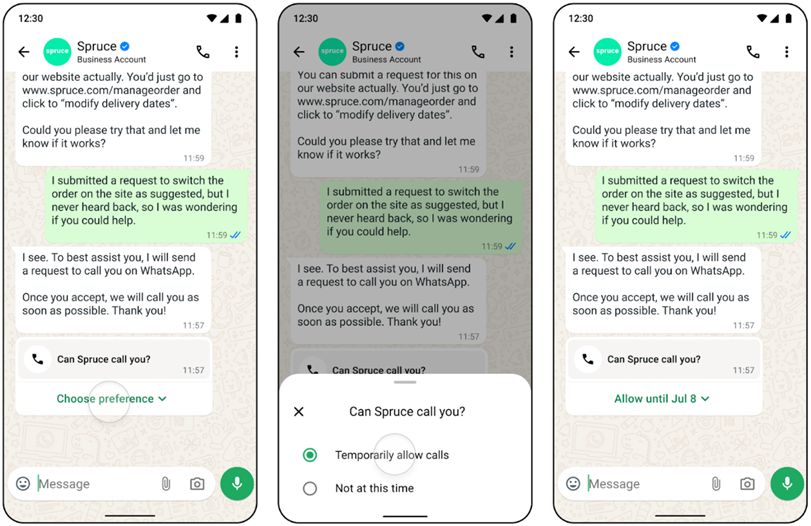 12:30
spruce
Spruce
Business Account
our website actually. You'd just go to
www.spruce.com/manageorder and
click to "modify delivery dates".
Could you please try that and let me
know if it works?
11:59
I submitted a request to switch the
order on the site as suggested, but I
never heard back, so I was wondering
if you could help.
11:59
I see. To best assist you, I will send
a request to call you on WhatsApp.
Once you accept, we will call you as
soon as possible. Thank you!
11:57
Can Spruce call you?
11:57
Choose preference
Message
12:30
spruce
Spruce
Business Account
You can submit a request for this on
our website actually. You'd just go to
www.spruce.com/manageorder and
click to "modify delivery dates".
Could you please try that and let me
know if it works?
11:59
I submitted a request to switch the
order on the site as suggested, but I
never heard back, so I was wondering
if you could help.
11:59
I see. To best assist you, I will send
a request to call you on WhatsApp.
Once you accept, we will call you as
soon as possible. Thank you!
11:57
Can Spruce call you?
Can Spruce call you?
Temporarily allow calls
Not at this time
12:30
spruce
Spruce
Business Account
our website actually. You'd just go to
www.spruce.com/manageorder and
click to "modify delivery dates".
Could you please try that and let me
know if it works?
11:59
I submitted a request to switch the
order on the site as suggested, but I
never heard back, so I was wondering
if you could help.
11:59
I see. To best assist you, I will send
a request to call you on WhatsApp.
Once you accept, we will call you as
soon as possible. Thank you!
11:57
Can Spruce call you?
11:57
Allow until Jul 8
Message